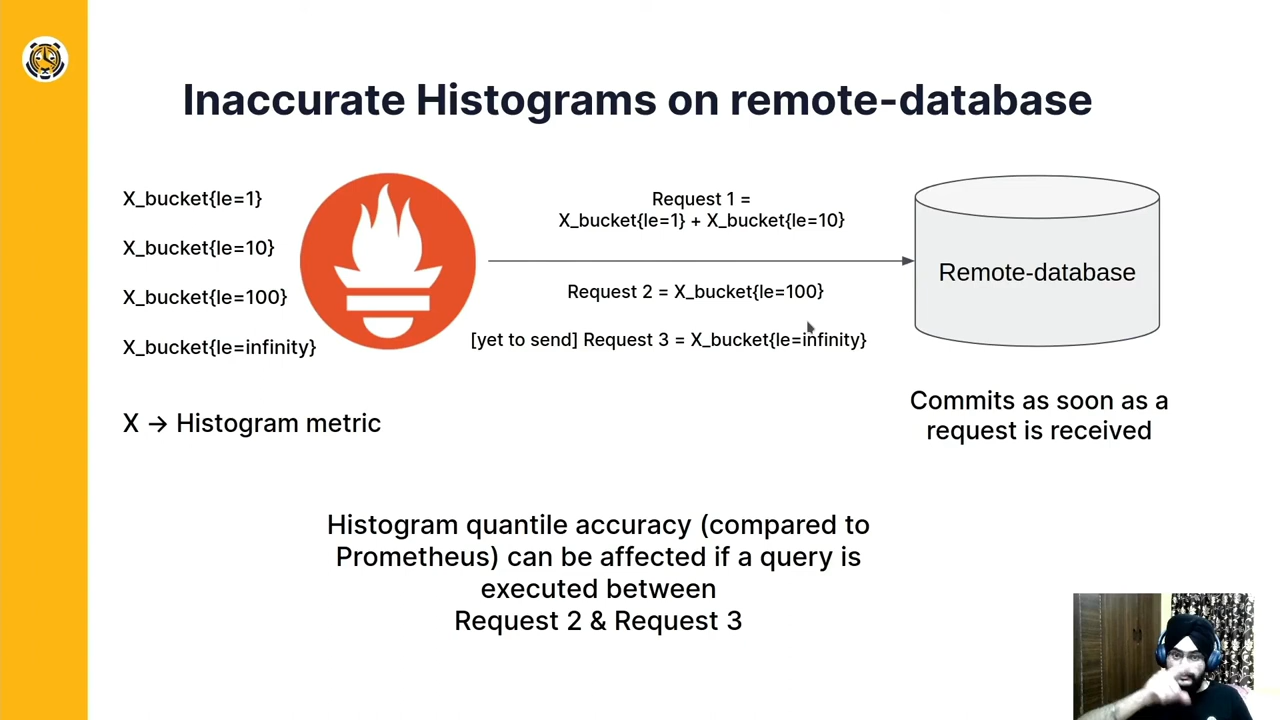 Inaccurate Histograms on remote-database
X_bucket{le=1}
X_bucket{le=10}
X_bucket{le=100}
X_bucket{le=infinity}
X → Histogram metric
Request 1 =
X_bucket{le=1} + X_bucket{le=10}
Request 2 = X_bucket{le=100}
[yet to send] Request 3 = X_bucket{le=infinity}
Remote-database
Commits as soon as a
request is received
Histogram quantile accuracy (compared to
Prometheus) can be affected if a query is
executed between
Request 2 & Request 3